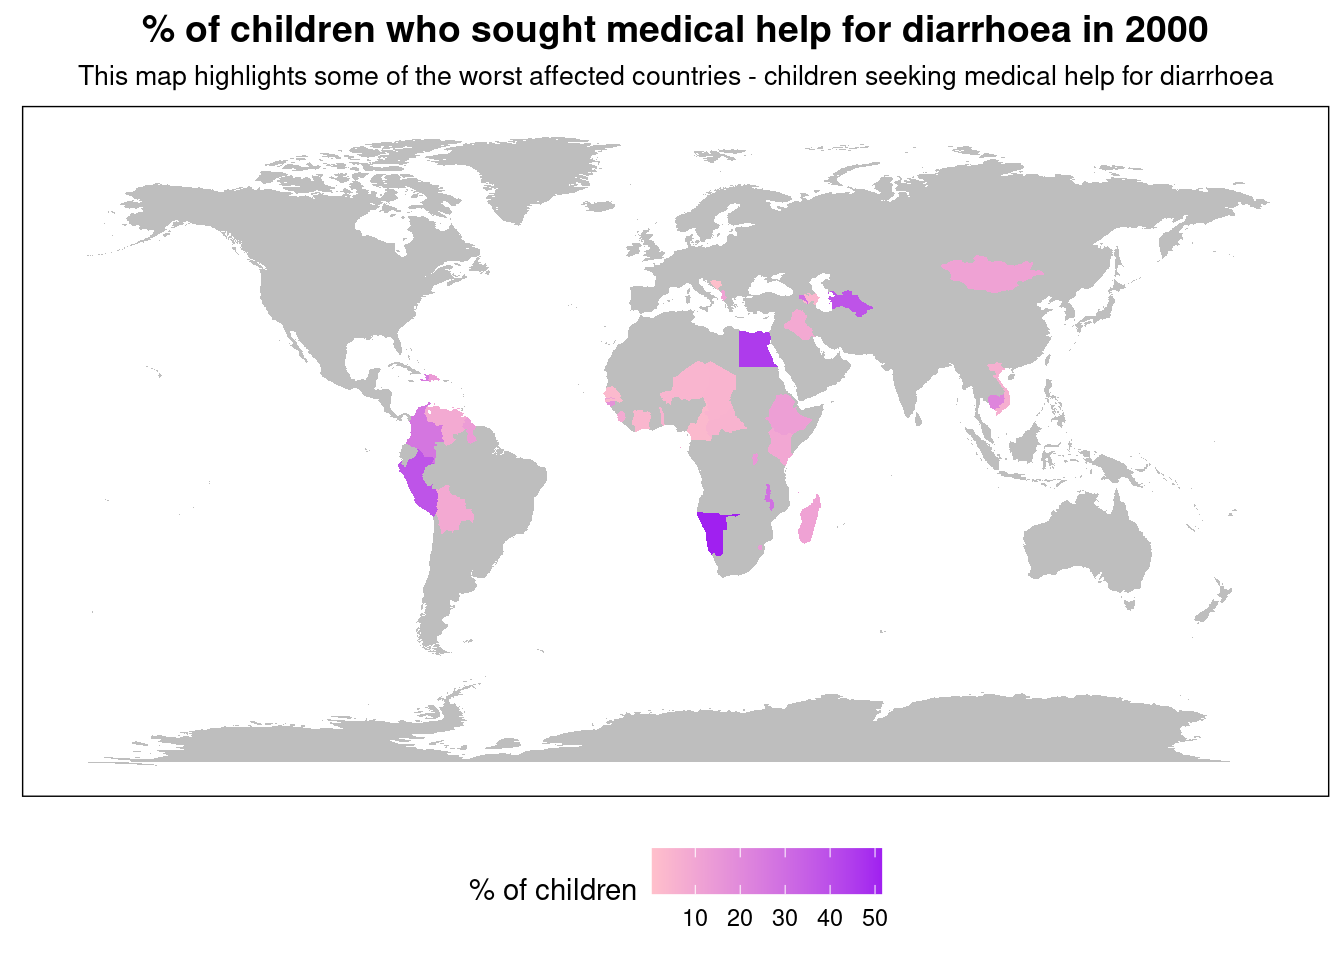 % of children who sought medical help for diarrhoea in 2000
This map highlights some of the worst affected countries - children seeking medical help for diarrhoea
% of children
10 20 30 40 50